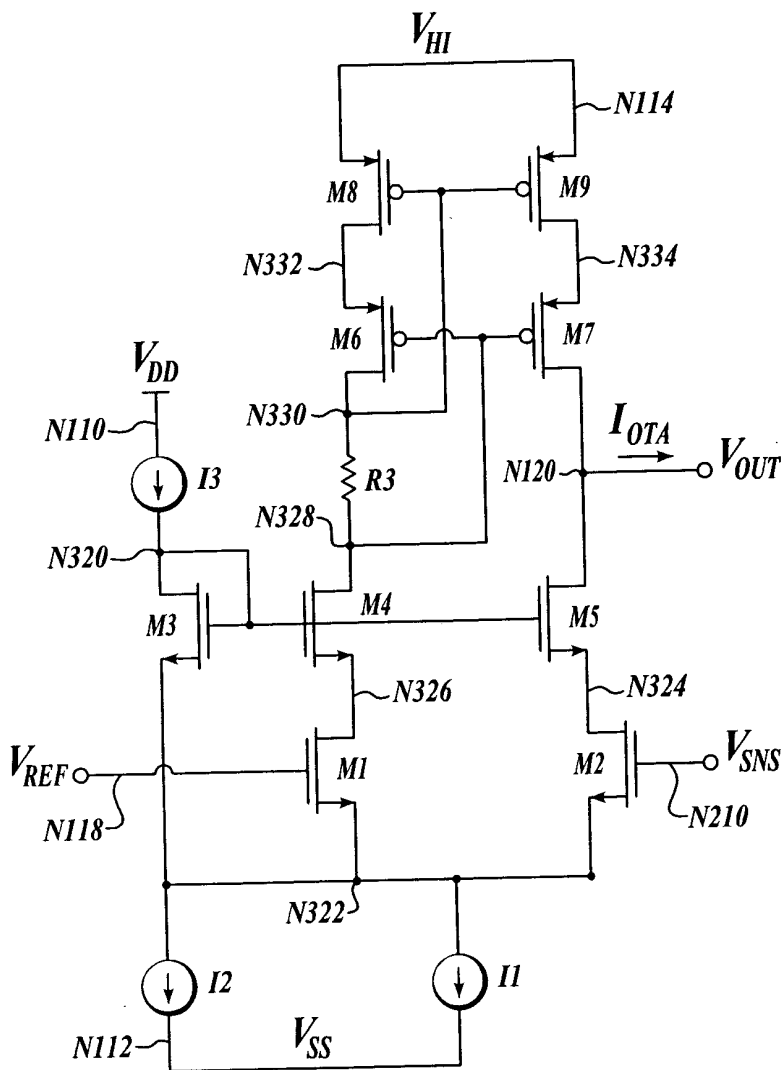 V_HI
N114
M8
M9
N332
N334
M6
M7
V_DD
N110
N330
I_OTA
I3
R3
N120
V_OUT
N328
N320
M3
M4
M5
N326
N324
V_REF
M1
M2
V_SNS
N118
N210
N322
I2
I1
N112
V_SS